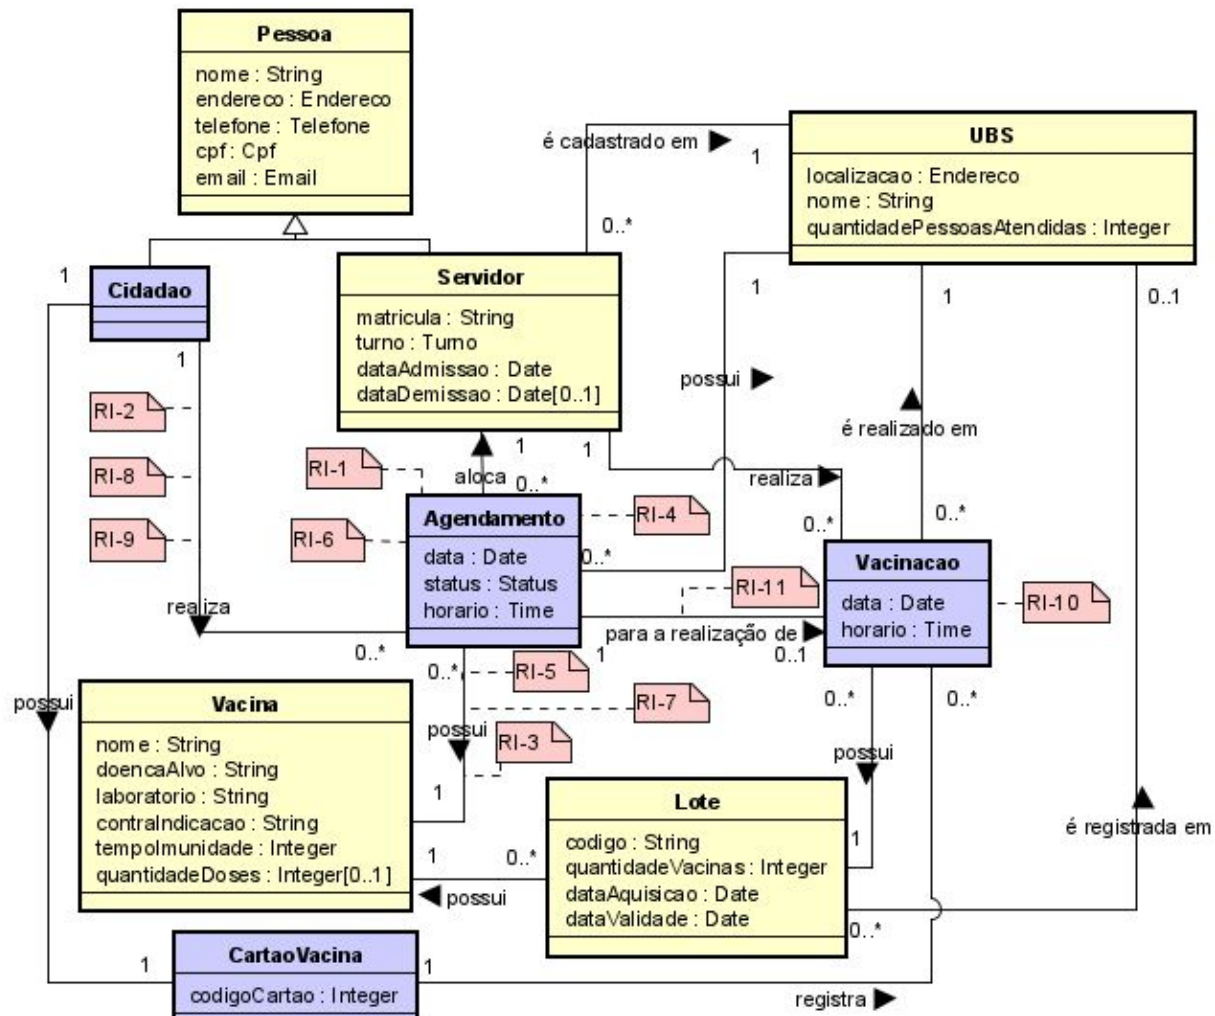 Pessoa
nome : String
endereco : Endereco
telefone : Telefone
cpf : Cpf
email : Email
é cadastrado em
1
0..*
UBS
localizacao : Endereco
nome : String
quantidadePessoasAtendidas : Integer
1
Cidadao
1
Servidor
matricula : String
turno : Turno
dataAdmissao : Date
dataDemissao : Date[0..1]
1
possui
1
0..1
é realizado em
0..*
RI-2
RI-8
RI-9
realiza
0..*
RI-1
RI-6
aloca
1
0..*
1
realiza
0..*
RI-4
Agendamento
data : Date
status : Status
horario : Time
0..*
RI-11
para a realização de
1
0..1
Vacinacao
data : Date
horario : Time
RI-10
0..*
RI-5
RI-7
RI-3
possui
1
possui
Vacina
nome : String
doencaAlvo : String
laboratorio : String
contraIndicacao : String
tempoImunidade : Integer
quantidadeDoses : Integer[0..1]
1
0..*
possui
0..*
0..*
possui
1
Lote
codigo : String
quantidadeVacinas : Integer
dataAquisicao : Date
dataValidade : Date
0..*
é registrada em
1
CartaoVacina
codigoCartao : Integer
1
registra